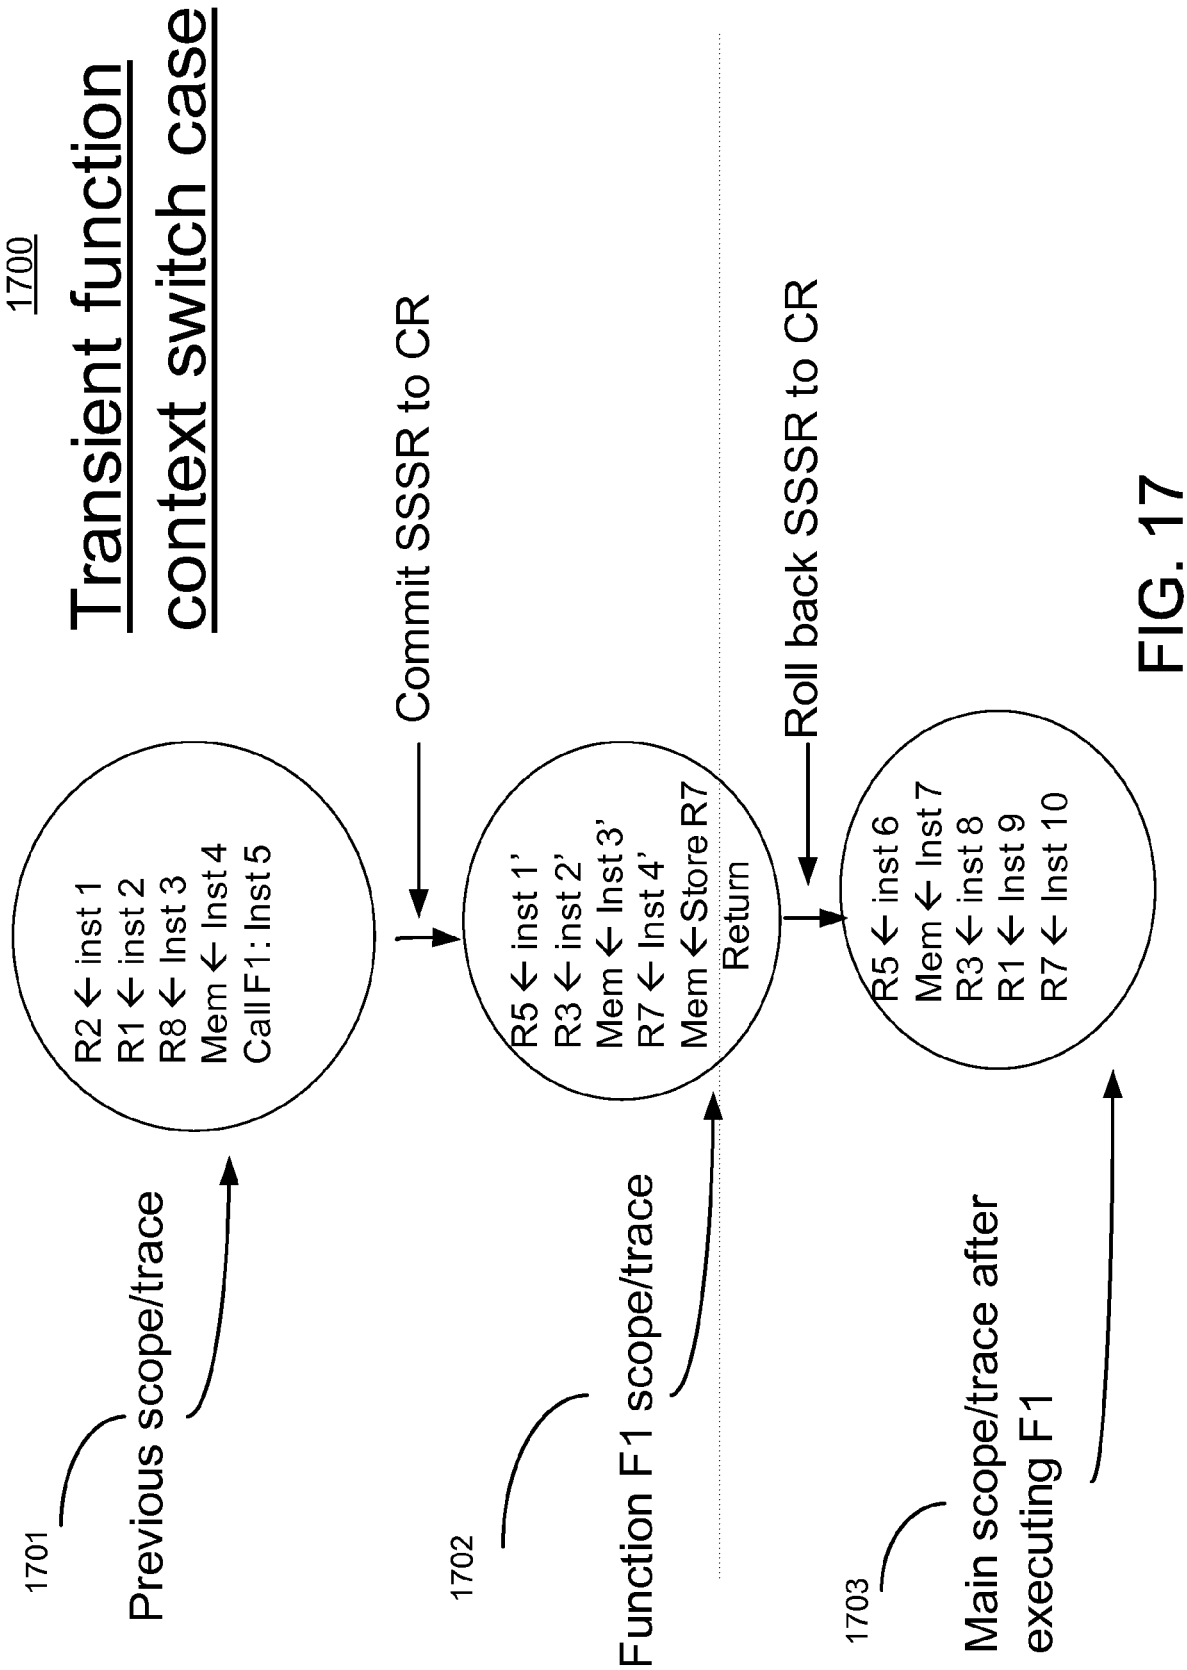 1700
Transient function
context switch case
1701
Previous scope/trace
R2 ← inst 1
R1 ← inst 2
R8 ← Inst 3
Mem ← Inst 4
Call F1: Inst 5
Commit SSSR to CR
1702
Function F1 scope/trace
R5 ← inst 1’
R3 ← inst 2’
Mem ← Inst 3’
R7 ← Inst 4’
Mem ←Store R7
Return
Roll back SSSR to CR
1703
Main scope/trace after
executing F1
R5 ← inst 6
Mem ← Inst 7
R3 ← inst 8
R1 ← Inst 9
R7 ← Inst 10
FIG. 17